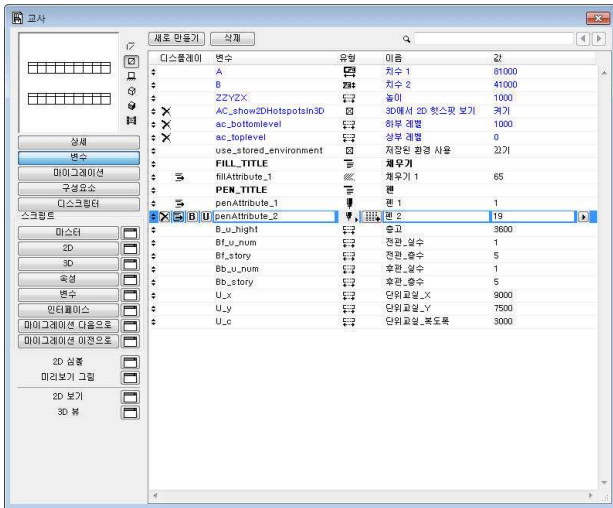 교사
새로 만들기 삭제
디스플레이 변수 유형 이름 값
A 치수 1 81000
B 치수 2 41000
ZZYZX 높이 1000
AC_show2DHotspotsIn3D 3D에서 2D 핫스팟 보기 켜기
ac_bottomlevel 하부 레벨 1000
ac_toplevel 상부 레벨 0
use_stored_environment 저장된 환경 사용 끄기
FILL_TITLE 채우기
fillAttribute_1 채우기 1 65
PEN_TITLE 펜
penAttribute_1 펜 1 1
B U penAttribute_2 펜 2 19
B_u_hight 층고 3600
Bf_u_num 전관_실수 1
Bf_story 전관_층수 5
Bb_u_num 후관_실수 1
Bb_story 후관_층수 5
U_x 단위교실_X 9000
U_y 단위교실_Y 7500
U_c 단위교실_복도폭 3000
상세
변수
마이그레이션
구성요소
디스크립터
스크립트
마스터
2D
3D
속성
변수
인터페이스
마이그레이션 다음으로
마이그레이션 이전으로
2D 심볼
미리보기 그림
2D 보기
3D 뷰